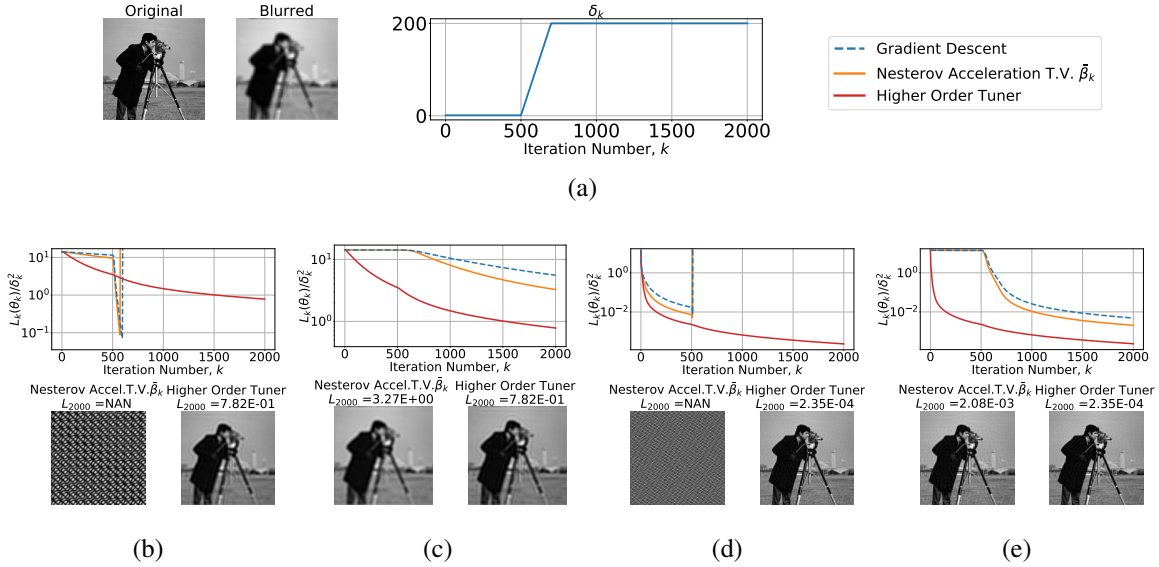 Original
Blurred
δ_k
200
0
0 500 1000 1500 2000
Iteration Number, k
Gradient Descent
Nesterov Acceleration T.V. β̄_k
Higher Order Tuner
(a)
L_k(θ_k)/δ_k^2
10^1
10^0
10^-1
0 500 1000 1500 2000
Iteration Number, k
Nesterov Accel.T.V.β̄_k Higher Order Tuner
L_2000 =NAN L_2000 =7.82E-01
(b)
L_k(θ_k)/δ_k^2
10^1
10^0
0 500 1000 1500 2000
Iteration Number, k
Nesterov Accel.T.V.β̄_k Higher Order Tuner
L_2000 =3.27E+00 L_2000 =7.82E-01
(c)
L_k(θ_k)/δ_k^2
10^0
10^-2
0 500 1000 1500 2000
Iteration Number, k
Nesterov Accel.T.V.β̄_k Higher Order Tuner
L_2000 =NAN L_2000 =2.35E-04
(d)
L_k(θ_k)/δ_k^2
10^0
10^-2
0 500 1000 1500 2000
Iteration Number, k
Nesterov Accel.T.V.β̄_k Higher Order Tuner
L_2000 =2.08E-03 L_2000 =2.35E-04
(e)